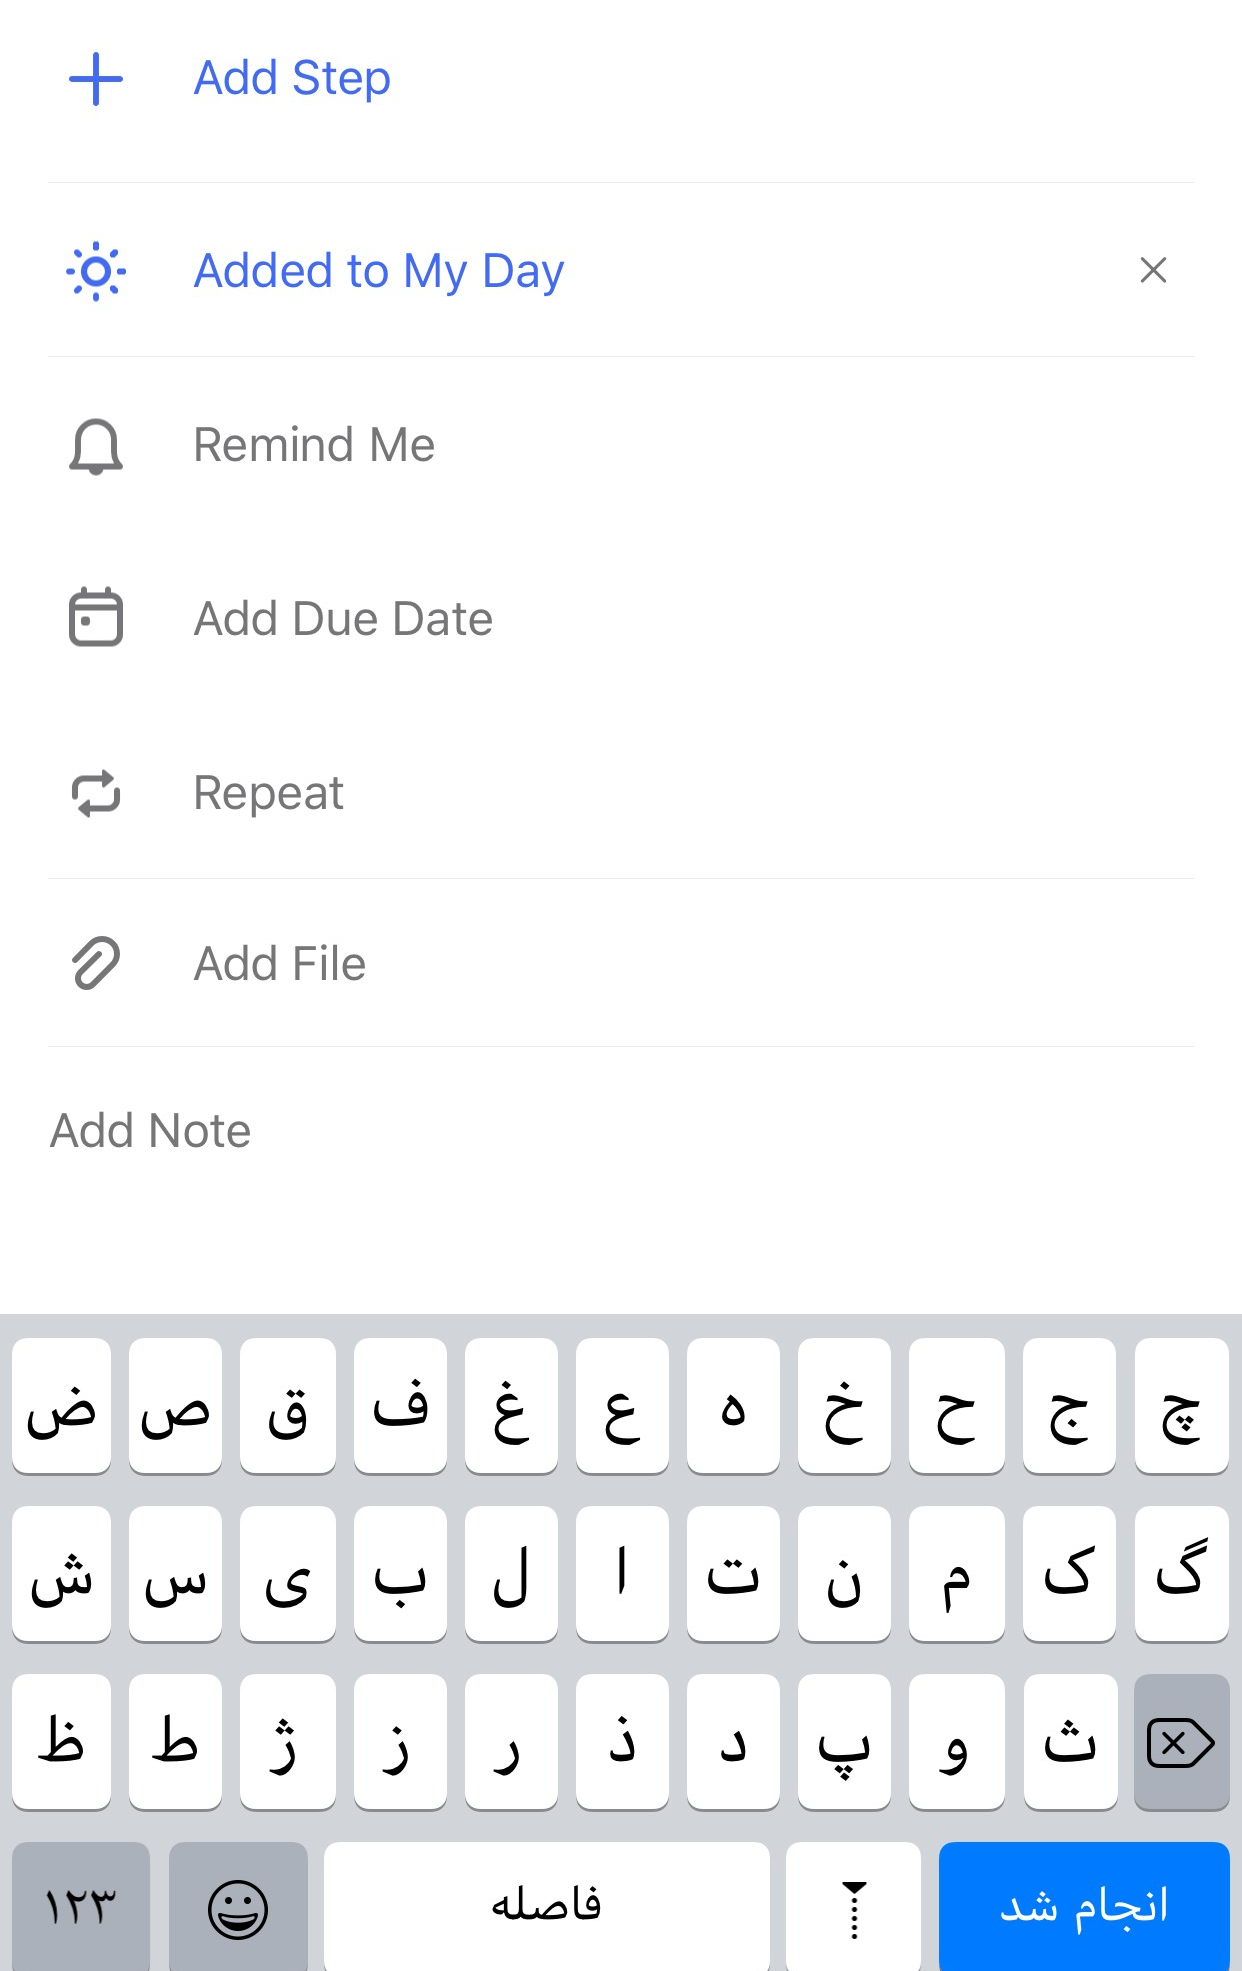 Add Step
Added to My Day
Remind Me
Add Due Date
Repeat
Add File
Add Note
ض ص ق ف غ ع ه خ ح ج چ
ش س ی ب ل ا ت ن م ک گ
ظ ط ژ ز ر ذ د پ و ث
۱۲۳ فاصله انجام شد